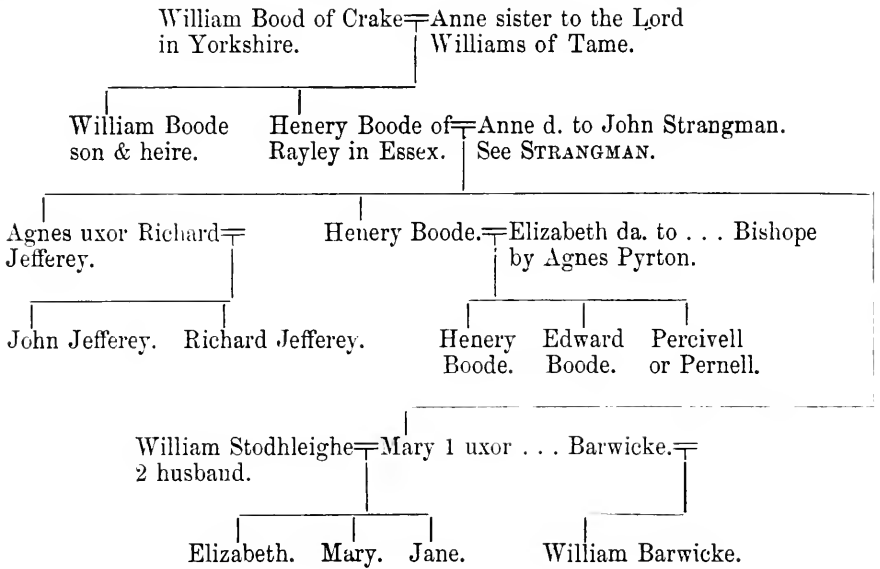 William Bood of Crake Anne sister to the Lord
in Yorkshire. Williams of Tame.
William Boode Henery Boode of Anne d. to John Strangman.
son & heire. Rayley in Essex. See STRANGMAN.
Agnes uxor Richard Henery Boode. Elizabeth da. to . . . Bishope
Jefferey. by Agnes Pyrton.
John Jefferey. Richard Jefferey. Henery Edward Percivell
Boode. Boode. or Pernell.
William Stodhleighe Mary 1 uxor . . . Barwicke.
2 husband.
Elizabeth. Mary. Jane. William Barwicke.